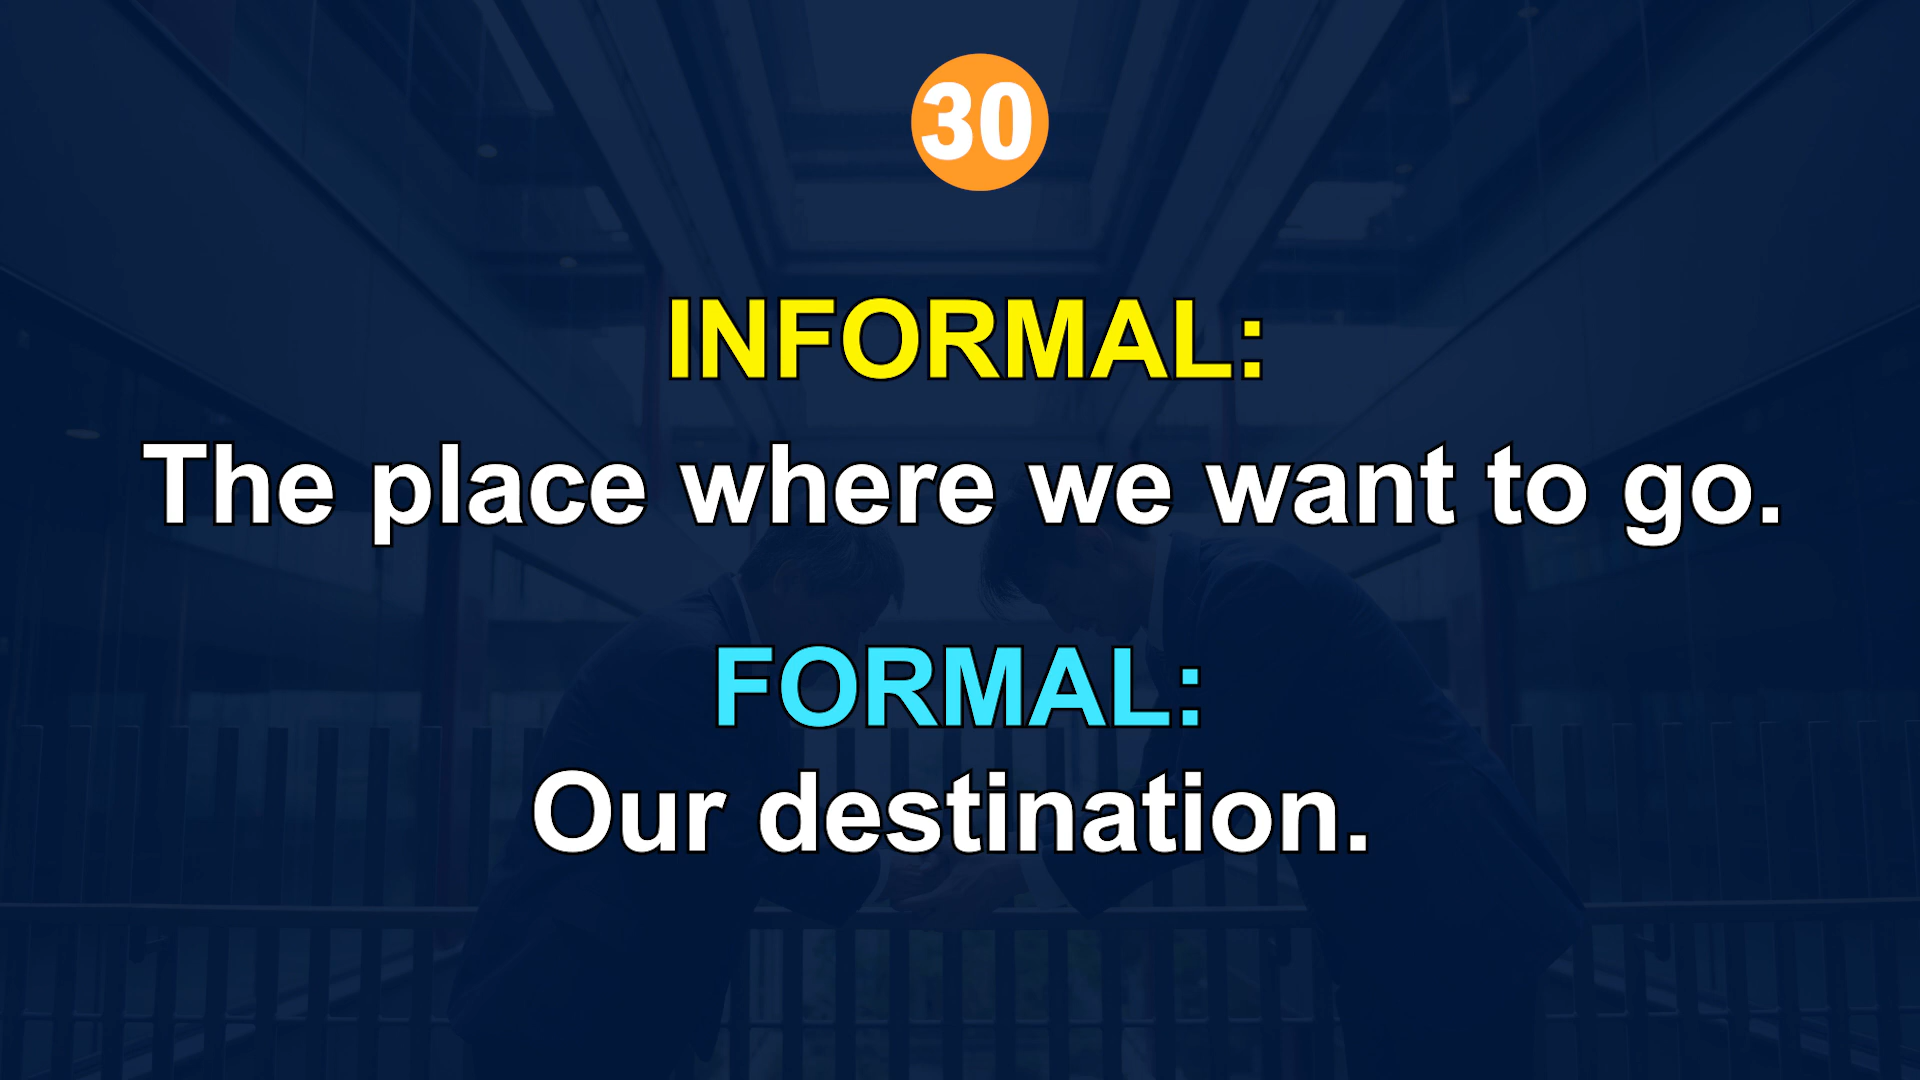 30
INFORMAL:
The place where we want to go.
FORMAL:
Our destination.